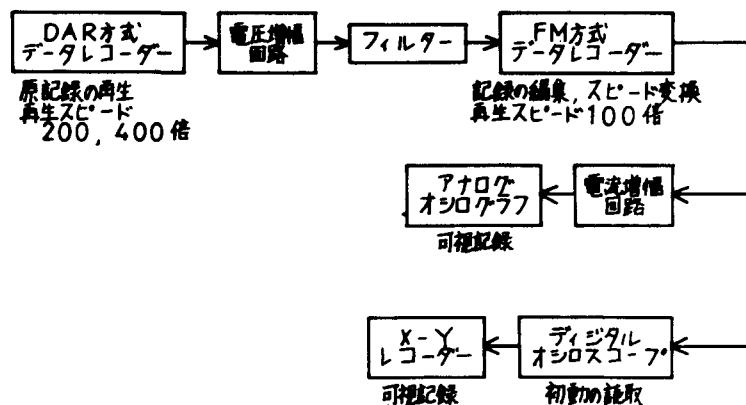 DAR方式
データレコーダー
電圧増幅
回路
フィルター
FM方式
データレコーダー
原記録の再生
再生スピード
200, 400倍
記録の編集, スピード変換
再生スピード100倍
アナログ
オシログラフ
電流増幅
回路
可視記録
X-Y
レコーダー
ディジタル
オシロスコープ
可視記録
初動の読取